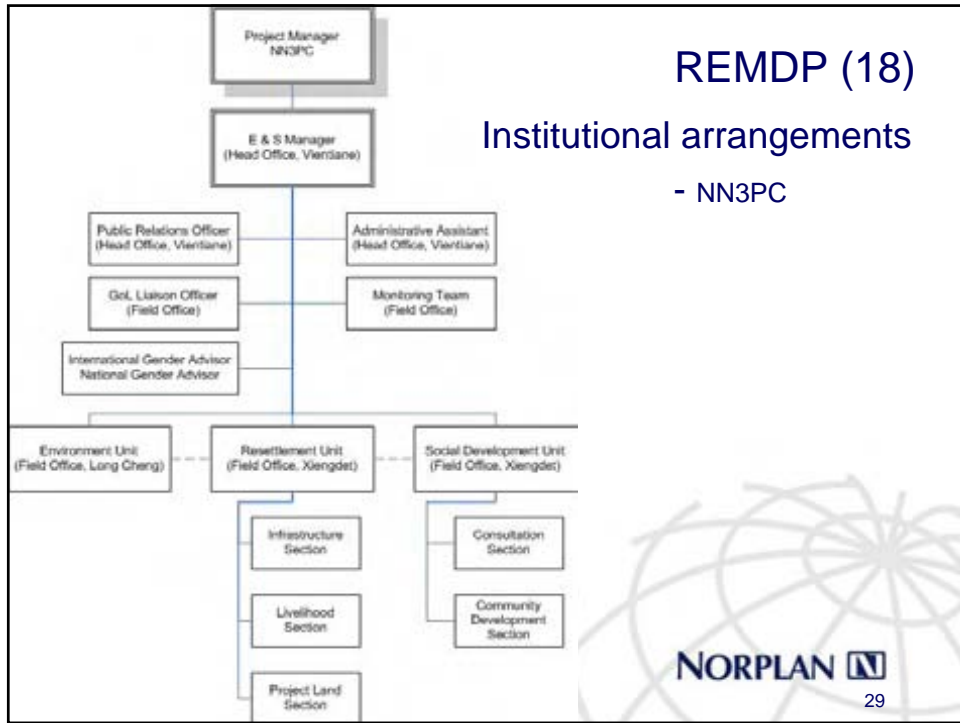 Project Manager
NN3PC
REMDP (18)
Institutional arrangements
- NN3PC
E & S Manager
(Head Office, Vientiane)
Public Relations Officer
(Head Office, Vientiane)
Administrative Assistant
(Head Office, Vientiane)
GoL Liaison Officer
(Field Office)
Monitoring Team
(Field Office)
International Gender Advisor
National Gender Advisor
Environment Unit
(Field Office, Long Cheng)
Resettlement Unit
(Field Office, Xiengdet)
Social Development Unit
(Field Office, Xiengdet)
Infrastructure
Section
Consultation
Section
Livelihood
Section
Community
Development
Section
Project Land
Section
NORPLAN N
29